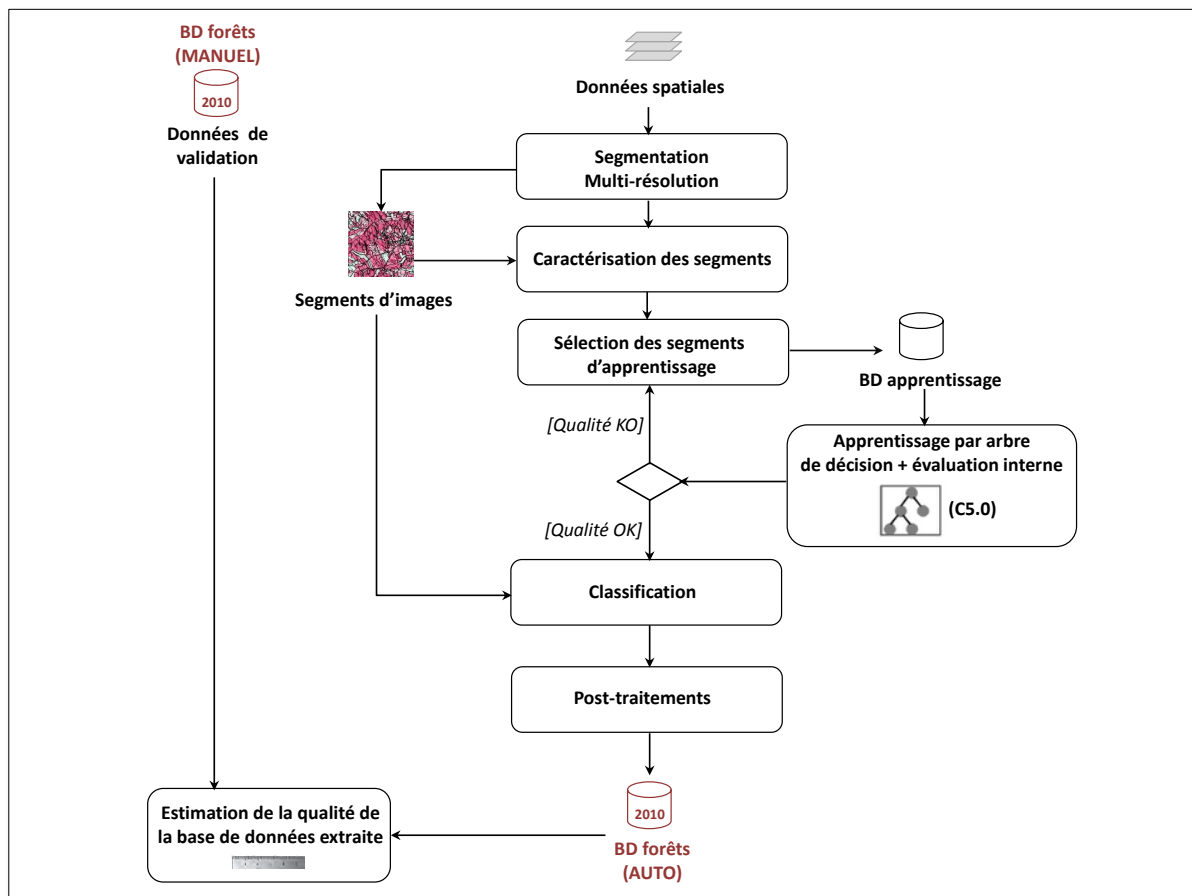 BD forêts
(MANUEL)
2010
Données de
validation
Données spatiales
Segmentation
Multi-résolution
Segments d'images
Caractérisation des segments
Sélection des segments
d'apprentissage
BD apprentissage
[Qualité KO]
Apprentissage par arbre
de décision + évaluation interne
(C5.0)
[Qualité OK]
Classification
Post-traitements
Estimation de la qualité de
la base de données extraite
2010
BD forêts
(AUTO)